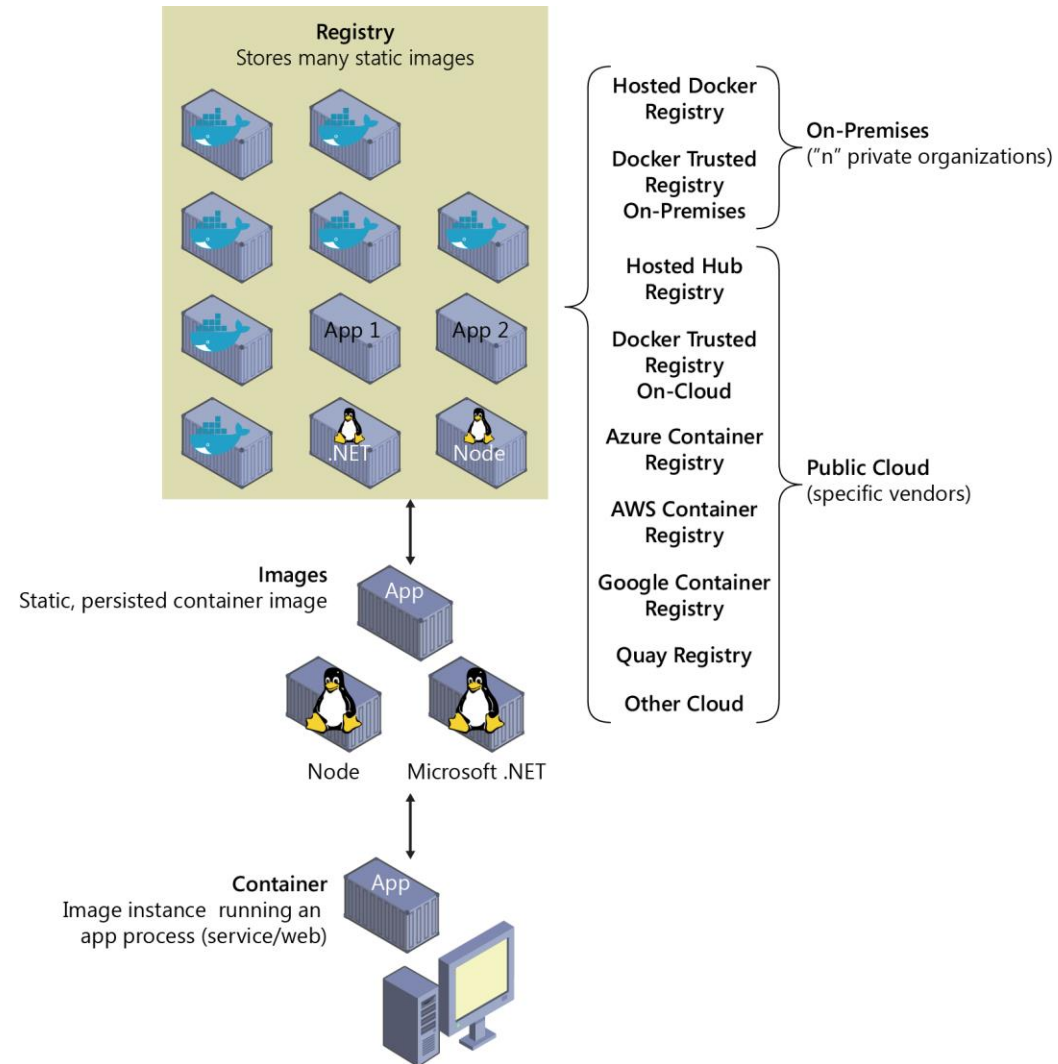 Registry
Stores many static images
App 1
App 2
.NET
Node
Images
Static, persisted container image
App
Node
Microsoft .NET
Container
Image instance running an
app process (service/web)
App
Hosted Docker
Registry
Docker Trusted
Registry
On-Premises
On-Premises
("n" private organizations)
Hosted Hub
Registry
Docker Trusted
Registry
On-Cloud
Azure Container
Registry
AWS Container
Registry
Google Container
Registry
Quay Registry
Other Cloud
Public Cloud
(specific vendors)